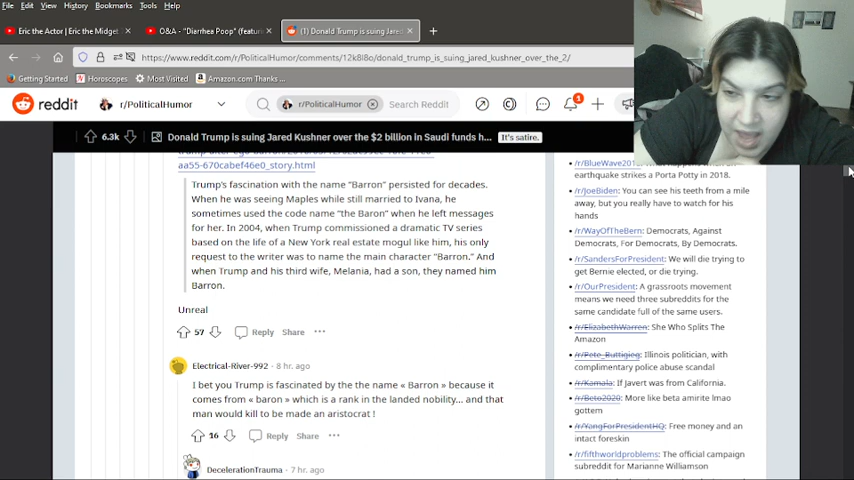 File Edit View History Bookmarks Tools Help
Eric the Actor | Eric the Midget
O&A - "Diarrhea Poop" (featur
(1) Donald Trump is suing Jared
https://www.reddit.com/r/PoliticalHumor/comments/12k8l8o/donald_trump_is_suing_jared_kushner_over_the_2/
Getting Started Horoscopes Most Visited Amazon.com Thanks ...
reddit r/PoliticalHumor r/PoliticalHumor Search Reddit 1
6.3k Donald Trump is suing Jared Kushner over the $2 billion in Saudi funds h... It's satire.
aa55-670cabef46e0_story.html
Trump's fascination with the name "Barron" persisted for decades.
When he was seeing Maples while still married to Ivana, he
sometimes used the code name "the Baron" when he left messages
for her. In 2004, when Trump commissioned a dramatic TV series
based on the life of a New York real estate mogul like him, his only
request to the writer was to name the main character "Barron." And
when Trump and his third wife, Melania, had a son, they named him
Barron.
Unreal
57 Reply Share ...
Electrical-River-992 · 8 hr. ago
I bet you Trump is fascinated by the the name « Barron » because it
comes from « baron » which is a rank in the landed nobility... and that
man would kill to be made an aristocrat !
16 Reply Share ...
DecelerationTrauma · 7 hr. ago
earthquake strikes a Porta Potty in 2018.
/r/JoeBiden: You can see his teeth from a mile
away, but you really have to watch for his
hands
/r/WayOfTheBern: Democrats, Against
Democrats, For Democrats, By Democrats.
/r/SandersForPresident: We will die trying to
get Bernie elected, or die trying.
/r/OurPresident: A grassroots movement
means we need three subreddits for the
same candidate full of the same users.
/r/ElizabethWarren: She Who Splits The
Amazon
/r/Pete_Buttigieg: Illinois politician, with
complimentary police abuse scandal
/r/Kamala: If Javert was from California.
/r/Beto2020: More like beta amirite lmao
gottem
/r/YangForPresidentHQ: Free money and an
intact foreskin
/r/fifthworldproblems: The official campaign
subreddit for Marianne Williamson